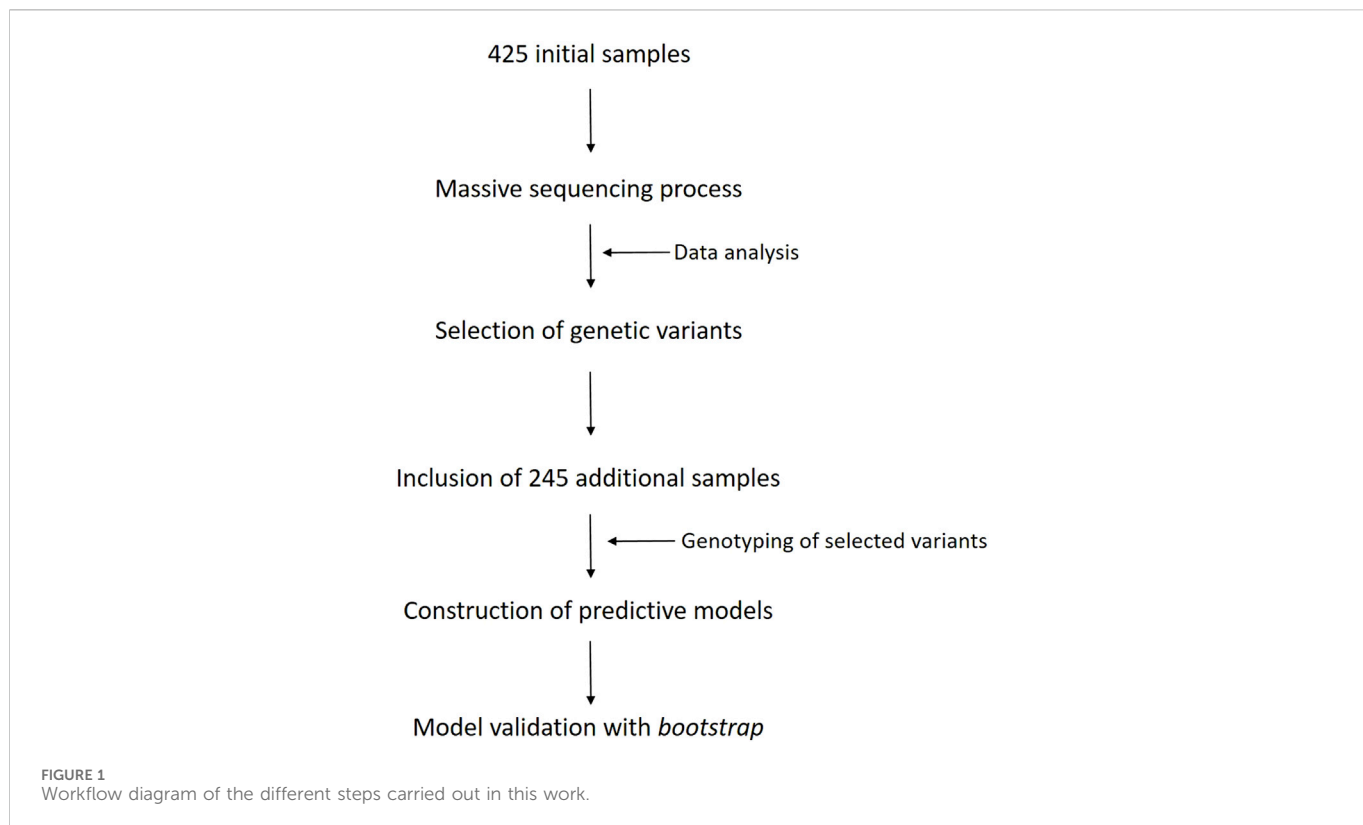 425 initial samples
Massive sequencing process
Data analysis
Selection of genetic variants
Inclusion of 245 additional samples
Genotyping of selected variants
Construction of predictive models
Model validation with bootstrap
FIGURE 1
Workflow diagram of the different steps carried out in this work.